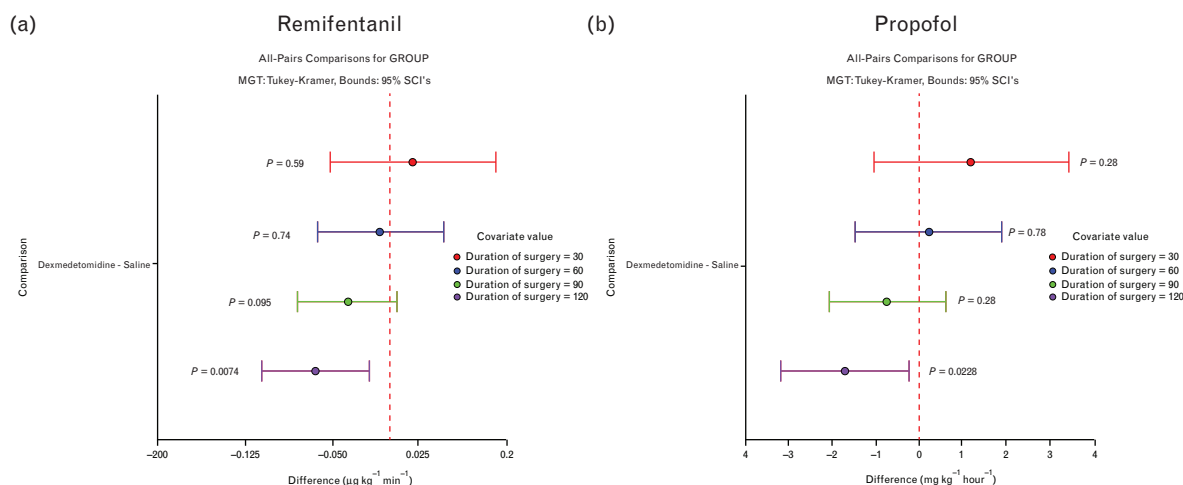 (a)
Remifentanil
All-Pairs Comparisons for GROUP
MGT: Tukey-Kramer, Bounds: 95% SCI's
P = 0.59
P = 0.74
P = 0.095
P = 0.0074
Comparison
Dexmedetomidine - Saline
Covariate value
Duration of surgery = 30
Duration of surgery = 60
Duration of surgery = 90
Duration of surgery = 120
−200
−0.125
−0.050
0.025
0.2
Difference (µg kg⁻¹ min⁻¹)
(b)
Propofol
All-Pairs Comparisons for GROUP
MGT: Tukey-Kramer, Bounds: 95% SCI's
P = 0.28
P = 0.78
P = 0.28
P = 0.0228
Comparison
Dexmedetomidine - Saline
Covariate value
Duration of surgery = 30
Duration of surgery = 60
Duration of surgery = 90
Duration of surgery = 120
4
−3
−2
−1
0
1
2
3
4
Difference (mg kg⁻¹ hour⁻¹)